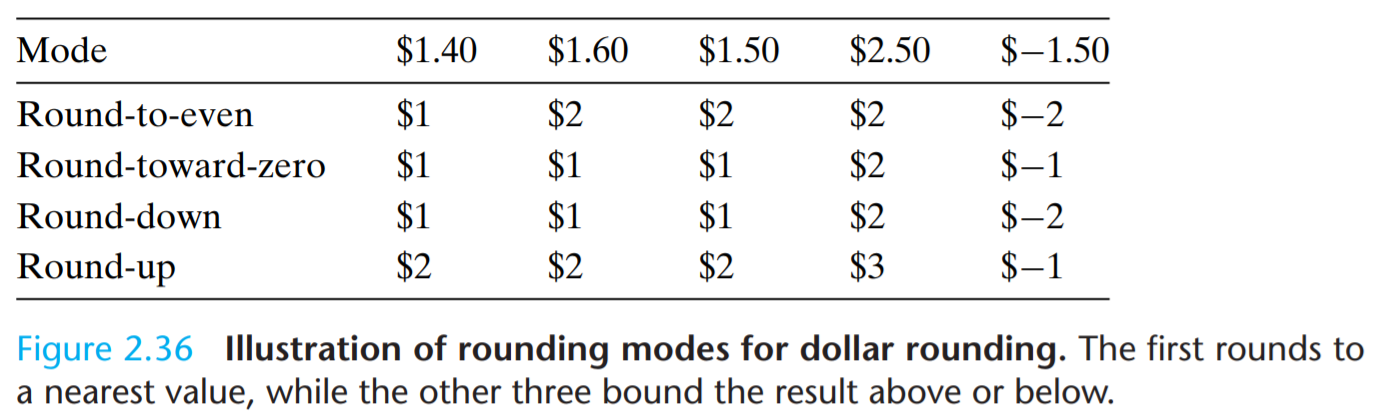 Mode $1.40 $1.60 $1.50 $2.50 $−1.50
Round-to-even $1 $2 $2 $2 $−2
Round-toward-zero $1 $1 $1 $2 $−1
Round-down $1 $1 $1 $2 $−2
Round-up $2 $2 $2 $3 $−1
Figure 2.36 Illustration of rounding modes for dollar rounding. The first rounds to
a nearest value, while the other three bound the result above or below.